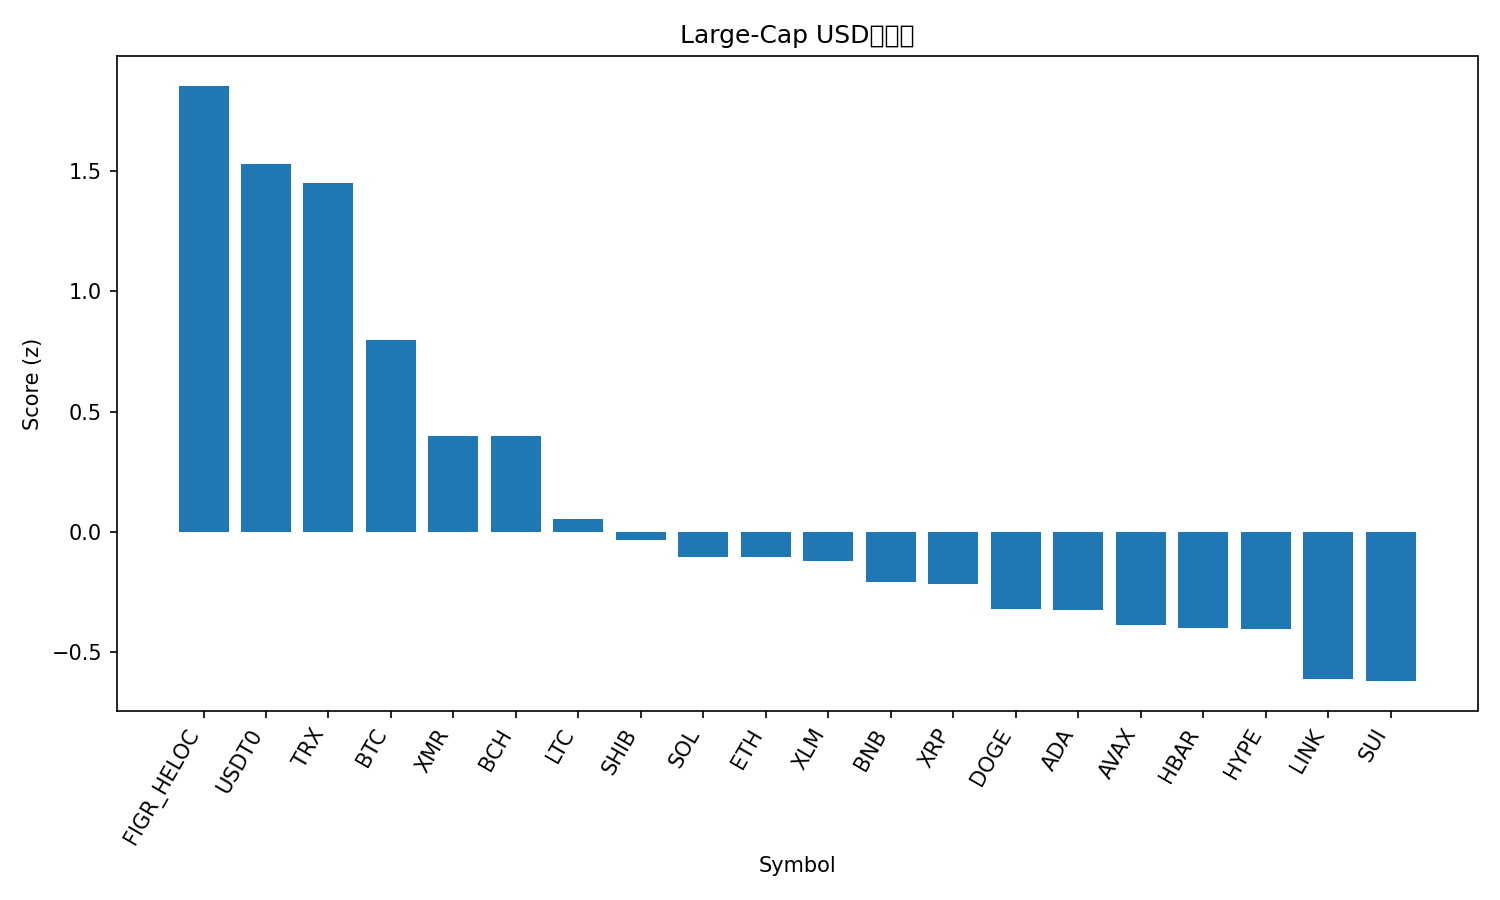 Large-Cap USD
Score (z)
1.5
1.0
0.5
0.0
−0.5
FIGR_HELOC
USDT0
TRX
BTC
XMR
BCH
LTC
SHIB
SOL
ETH
XLM
BNB
XRP
DOGE
ADA
AVAX
HBAR
HYPE
LINK
SUI
Symbol